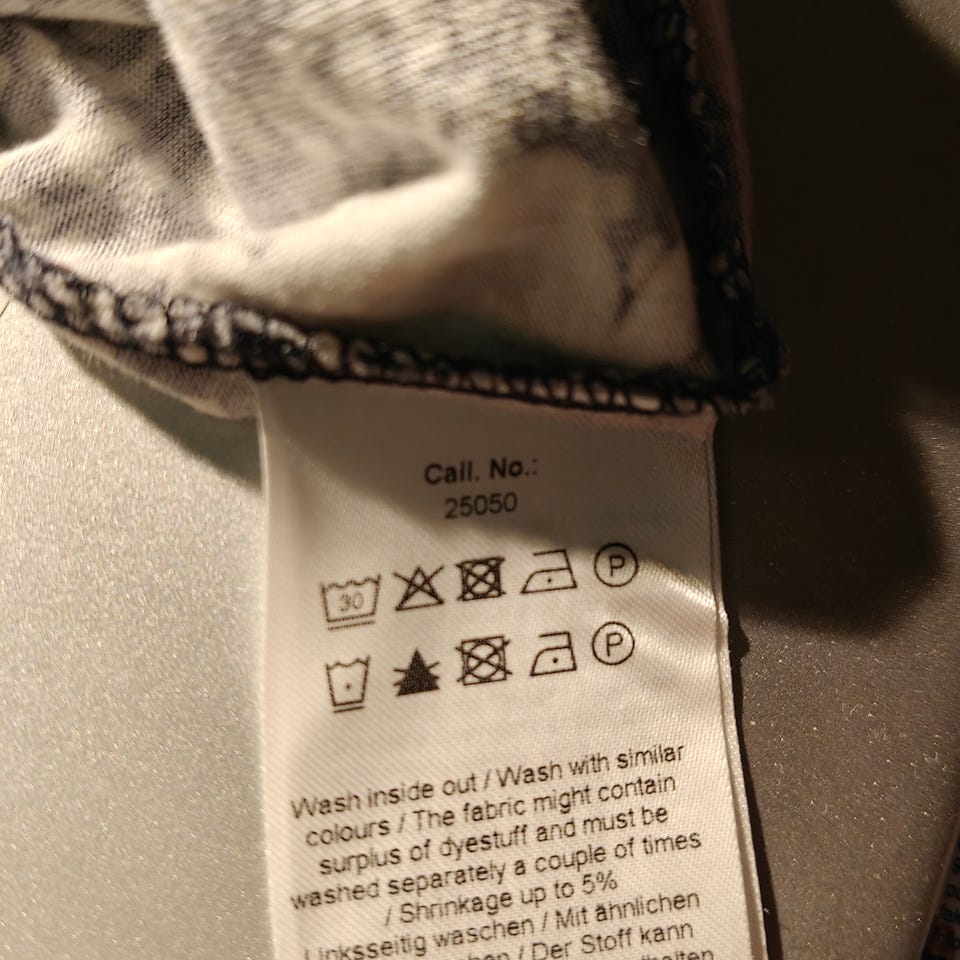 Call. No.:
25050
30 P
P
Wash inside out / Wash with similar
colours / The fabric might contain
surplus of dyestuff and must be
washed separately a couple of times
/ Shrinkage up to 5%
Linksseitig waschen / Mit ähnlichen
/ Der Stoff kann